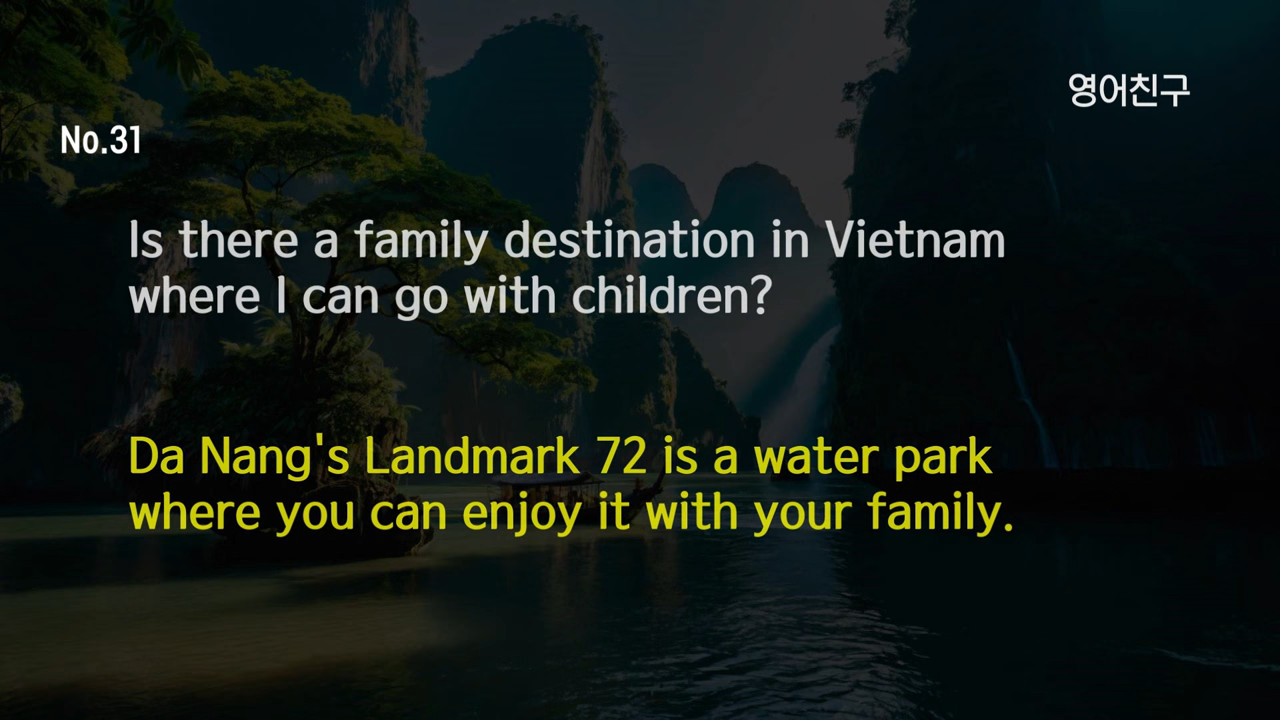 영어친구
No.31
Is there a family destination in Vietnam
where I can go with children?
Da Nang's Landmark 72 is a water park
where you can enjoy it with your family.